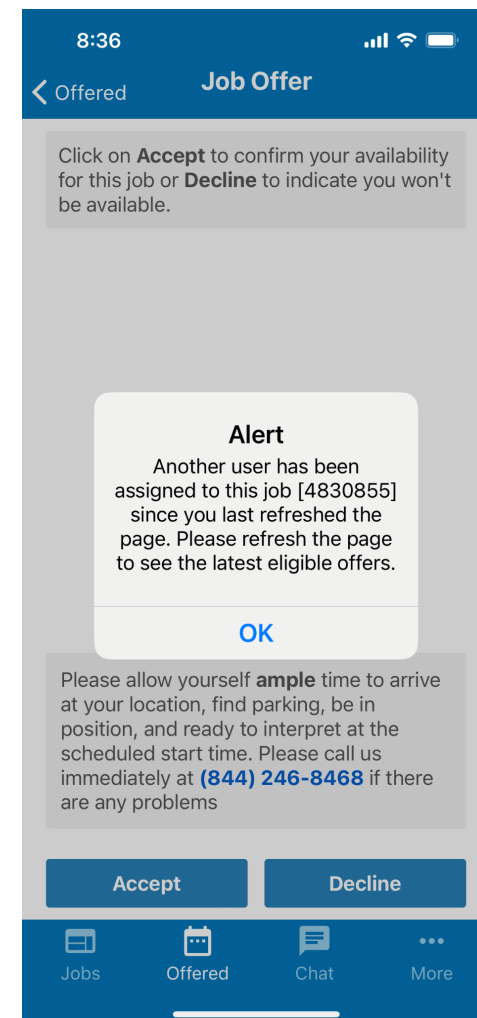 8:36
Offered
Job Offer
Click on Accept to confirm your availability
for this job or Decline to indicate you won't
be available.
Alert
Another user has been
assigned to this job [4830855]
since you last refreshed the
page. Please refresh the page
to see the latest eligible offers.
OK
Please allow yourself ample time to arrive
at your location, find parking, be in
position, and ready to interpret at the
scheduled start time. Please call us
immediately at (844) 246-8468 if there
are any problems
Accept
Decline
Jobs
Offered
Chat
More